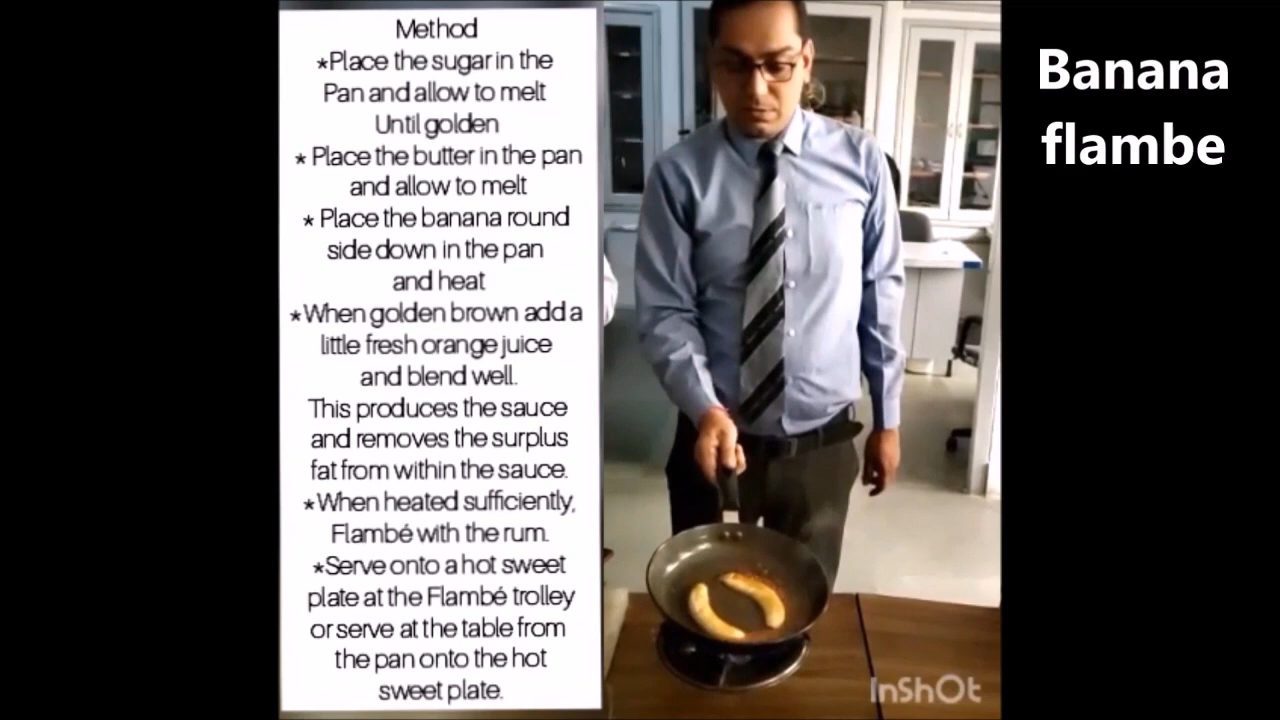 Method
*Place the sugar in the
Pan and allow to melt
Until golden
* Place the butter in the pan
and allow to melt
* Place the banana round
side down in the pan
and heat
*When golden brown add a
little fresh orange juice
and blend well.
This produces the sauce
and removes the surplus
fat from within the sauce.
*When heated sufficiently,
Flambé with the rum.
*Serve onto a hot sweet
plate at the Flambé trolley
or serve at the table from
the pan onto the hot
sweet plate.
Banana
flambe
InShOt